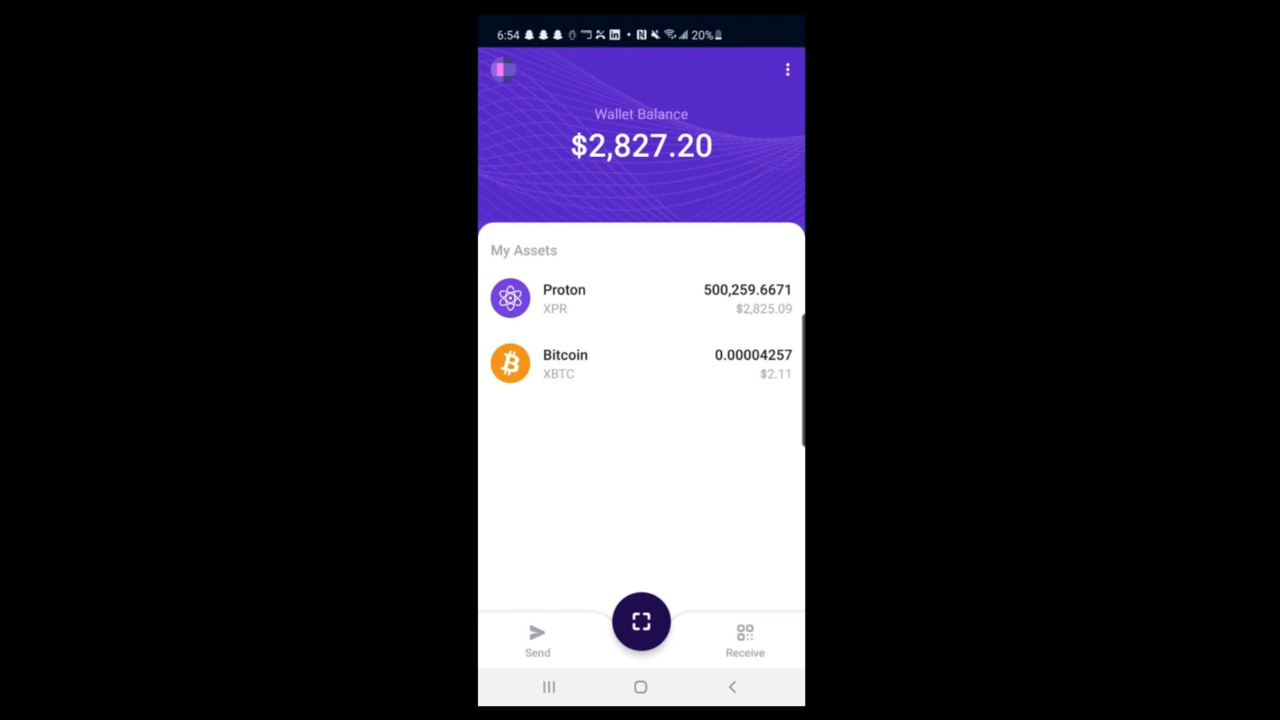 6:54 20%
Wallet Balance
$2,827.20
My Assets
Proton 500,259.6671
XPR $2,825.09
Bitcoin 0.00004257
XBTC $2.11
Send Receive